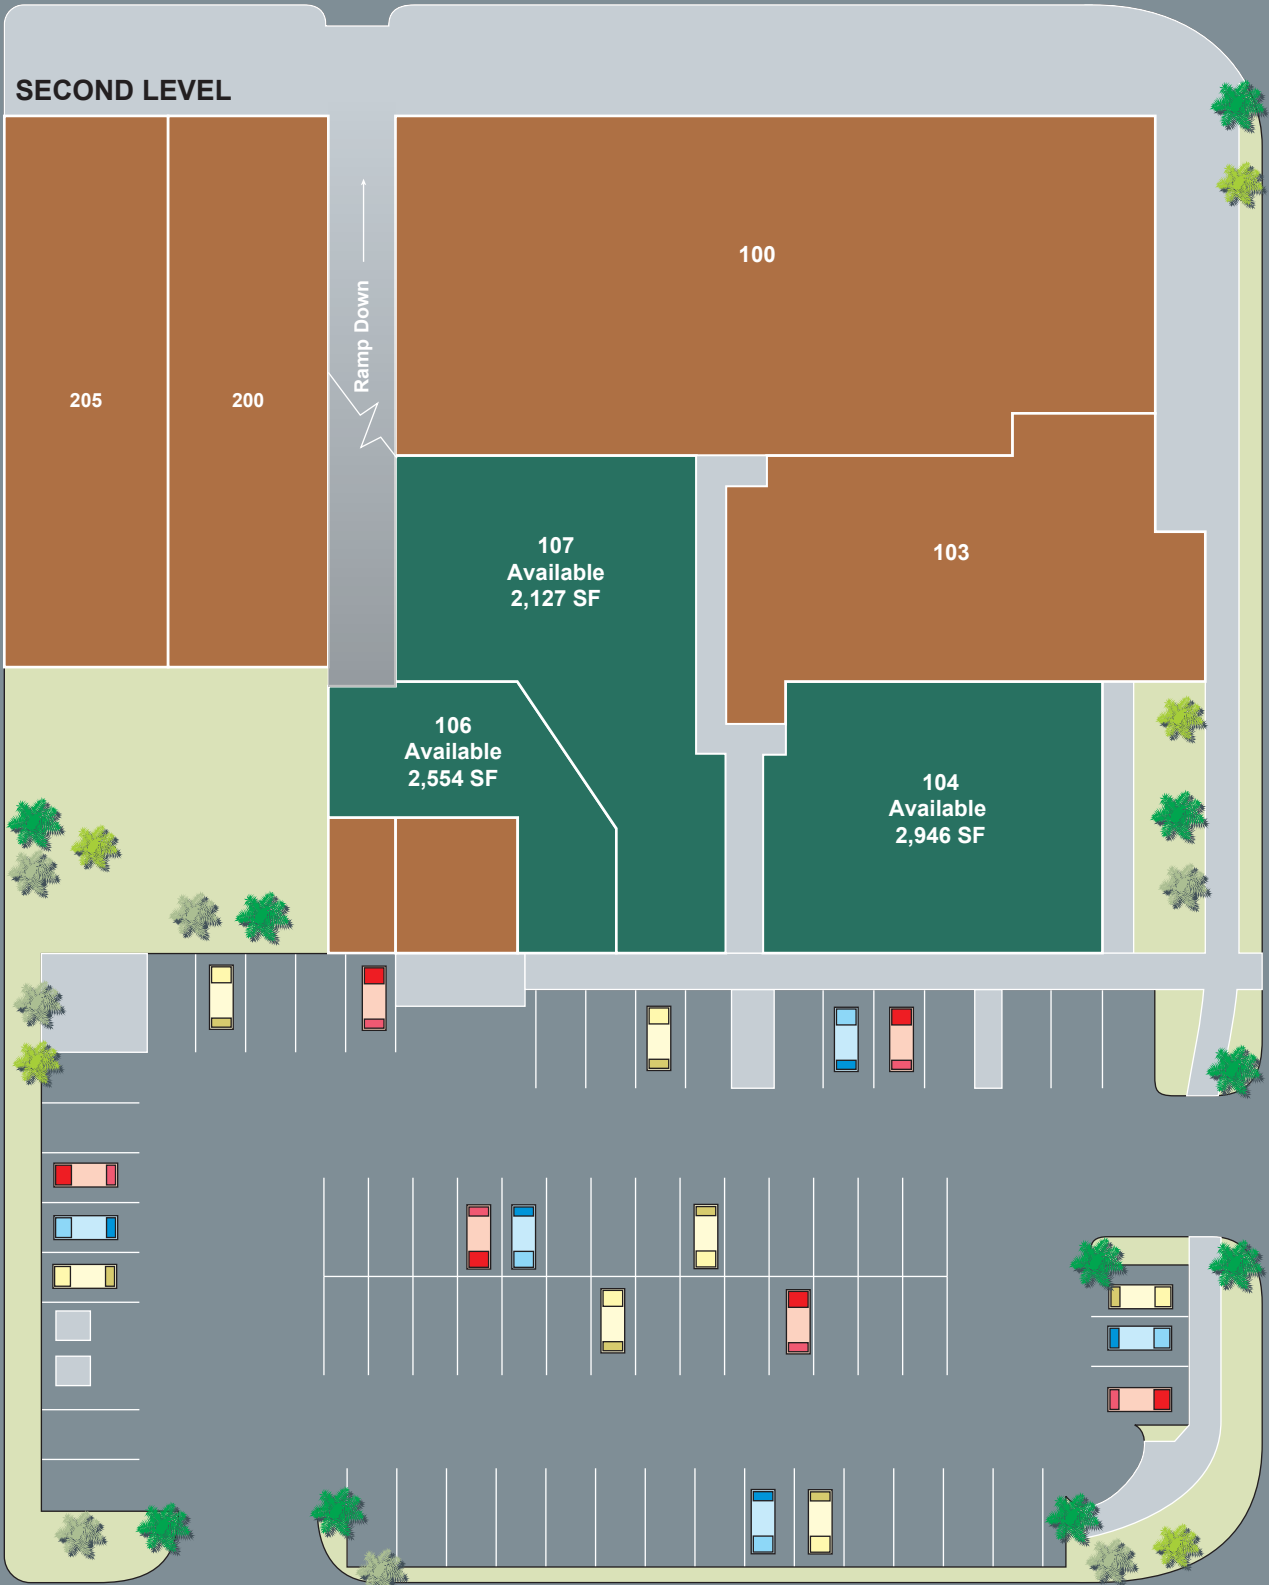 SECOND LEVEL
100
Ramp Down
205
200
107
Available
2,127 SF
103
106
Available
2,554 SF
104
Available
2,946 SF